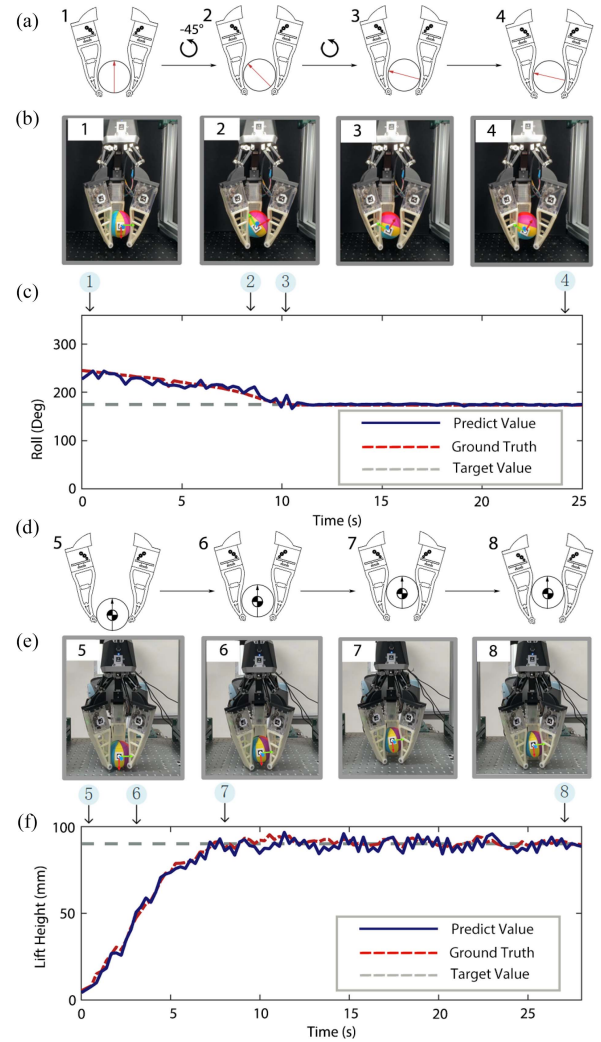 (a)
1 2 3 4
-45°
(b)
1 2 3 4
1 2 3 4
(c)
300
200
100
0
Roll (Deg)
Predict Value
Ground Truth
Target Value
0 5 10 15 20 25
Time (s)
(d)
5 6 7 8
(e)
5 6 7 8
5 6 7 8
(f)
100
50
0
Lift Height (mm)
Predict Value
Ground Truth
Target Value
0 5 10 15 20 25
Time (s)